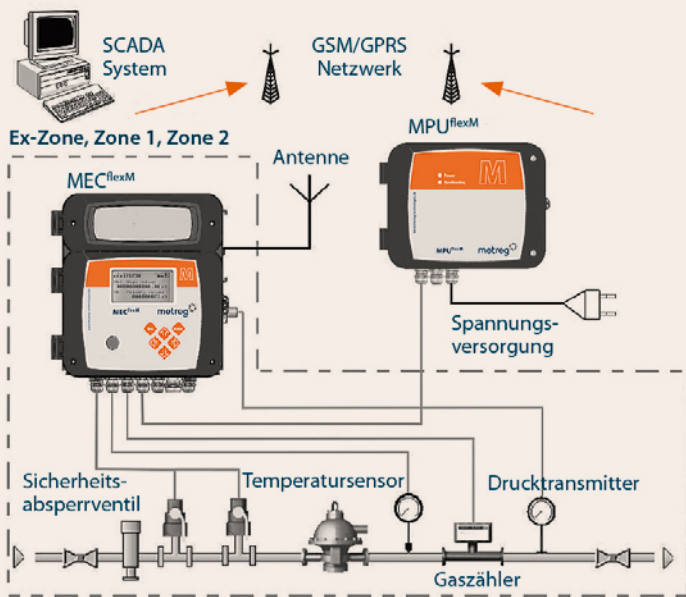 SCADA
System
GSM/GPRS
Netzwerk
Ex-Zone, Zone 1, Zone 2
MPUflexM
Antenne
MECflexM
M
M
MPUflexM metreg
MECflexM metreg
Spannungs-
versorgung
Sicherheits-
absperrventil
Temperatursensor
Drucktransmitter
Gaszähler